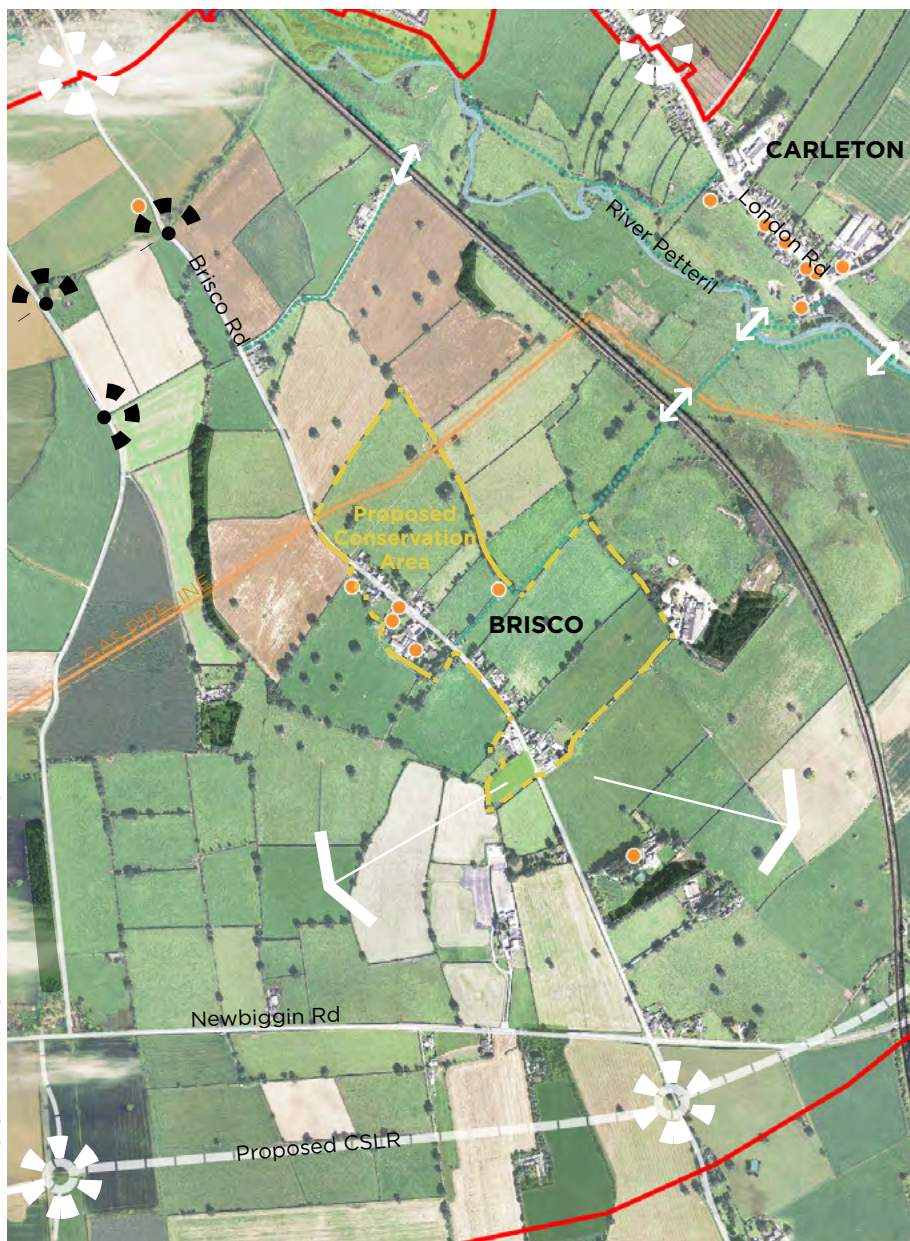 CARLETON
London Rd
River Petteril
Brisco Rd
Proposed
Conservation
Area
GAS PIPELINE
BRISCO
Newbiggin Rd
Proposed CSLR